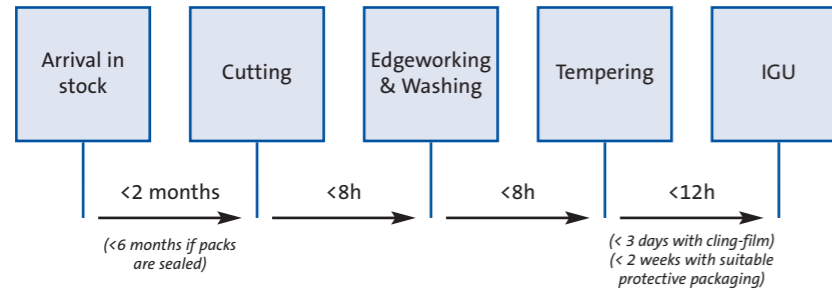 Arrival in
stock
Cutting
Edgeworking
& Washing
Tempering
IGU
<2 months
<8h
<8h
<12h
(<6 months if packs
are sealed)
(< 3 days with cling-film)
(< 2 weeks with suitable
protective packaging)